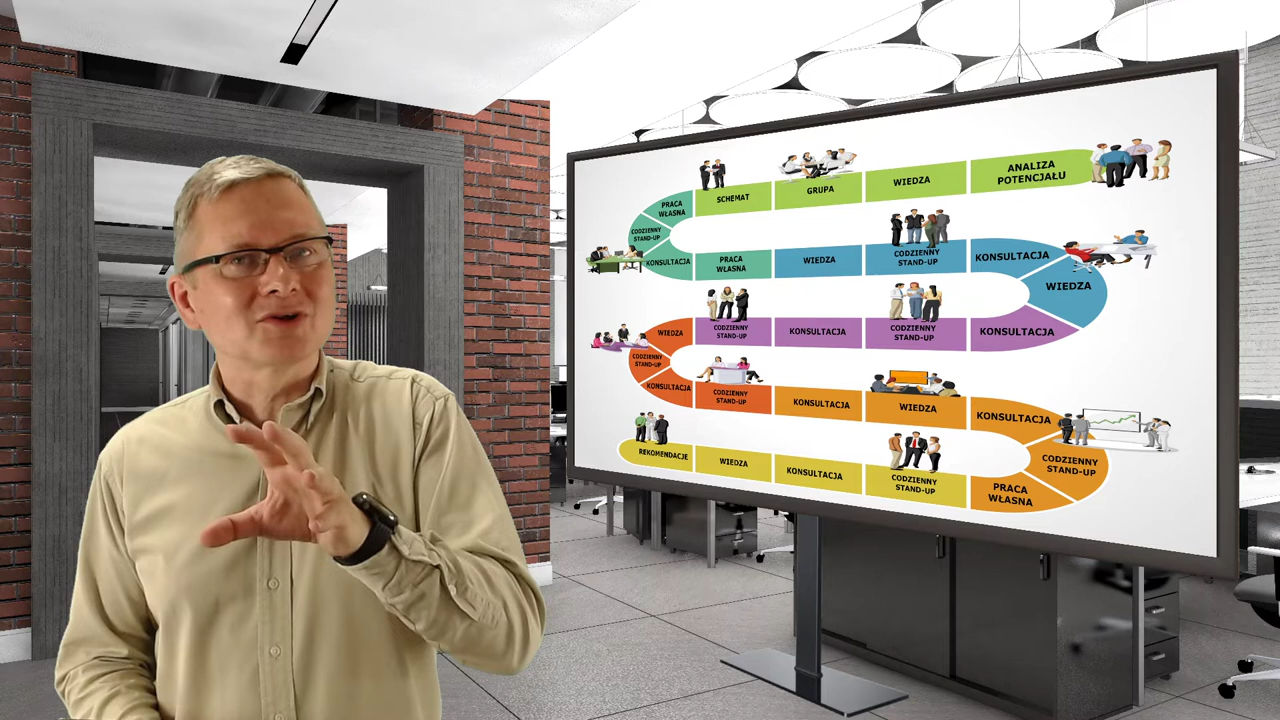 SCHEMAT
GRUPA
WIEDZA
ANALIZA
POTENCJAŁU
PRACA
WŁASNA
CODZIENNY
STAND-UP
KONSULTACJA
PRACA
WŁASNA
WIEDZA
CODZIENNY
STAND-UP
KONSULTACJA
WIEDZA
KONSULTACJA
CODZIENNY
STAND-UP
KONSULTACJA
CODZIENNY
STAND-UP
WIEDZA
CODZIENNY
STAND-UP
KONSULTACJA
CODZIENNY
STAND-UP
KONSULTACJA
WIEDZA
KONSULTACJA
CODZIENNY
STAND-UP
PRACA
WŁASNA
CODZIENNY
STAND-UP
KONSULTACJA
WIEDZA
REKOMENDACJE